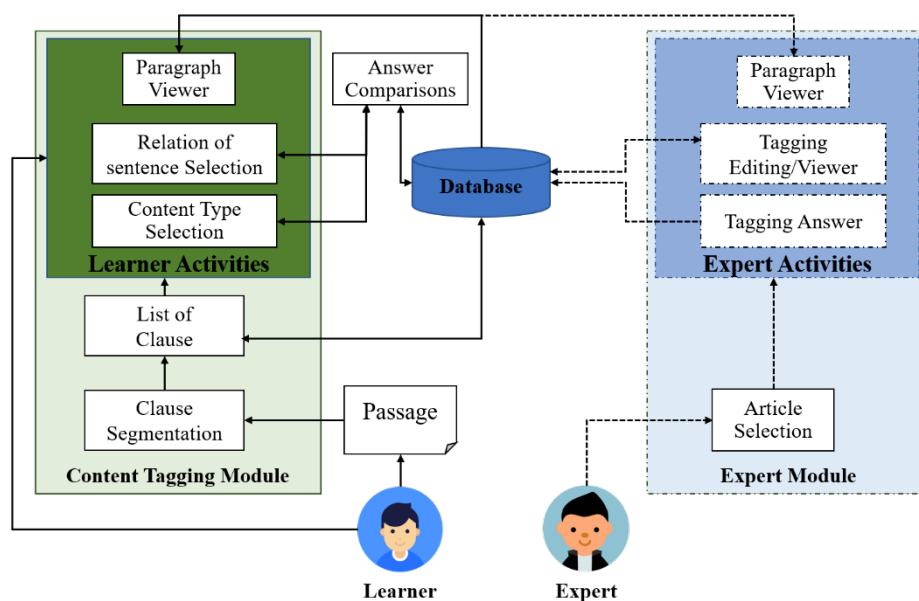 Paragraph
Viewer
Relation of
sentence Selection
Content Type
Selection
Learner Activities
List of
Clause
Clause
Segmentation
Content Tagging Module
Answer
Comparisons
Database
Passage
Learner
Expert
Paragraph
Viewer
Tagging
Editing/Viewer
Tagging Answer
Expert Activities
Article
Selection
Expert Module